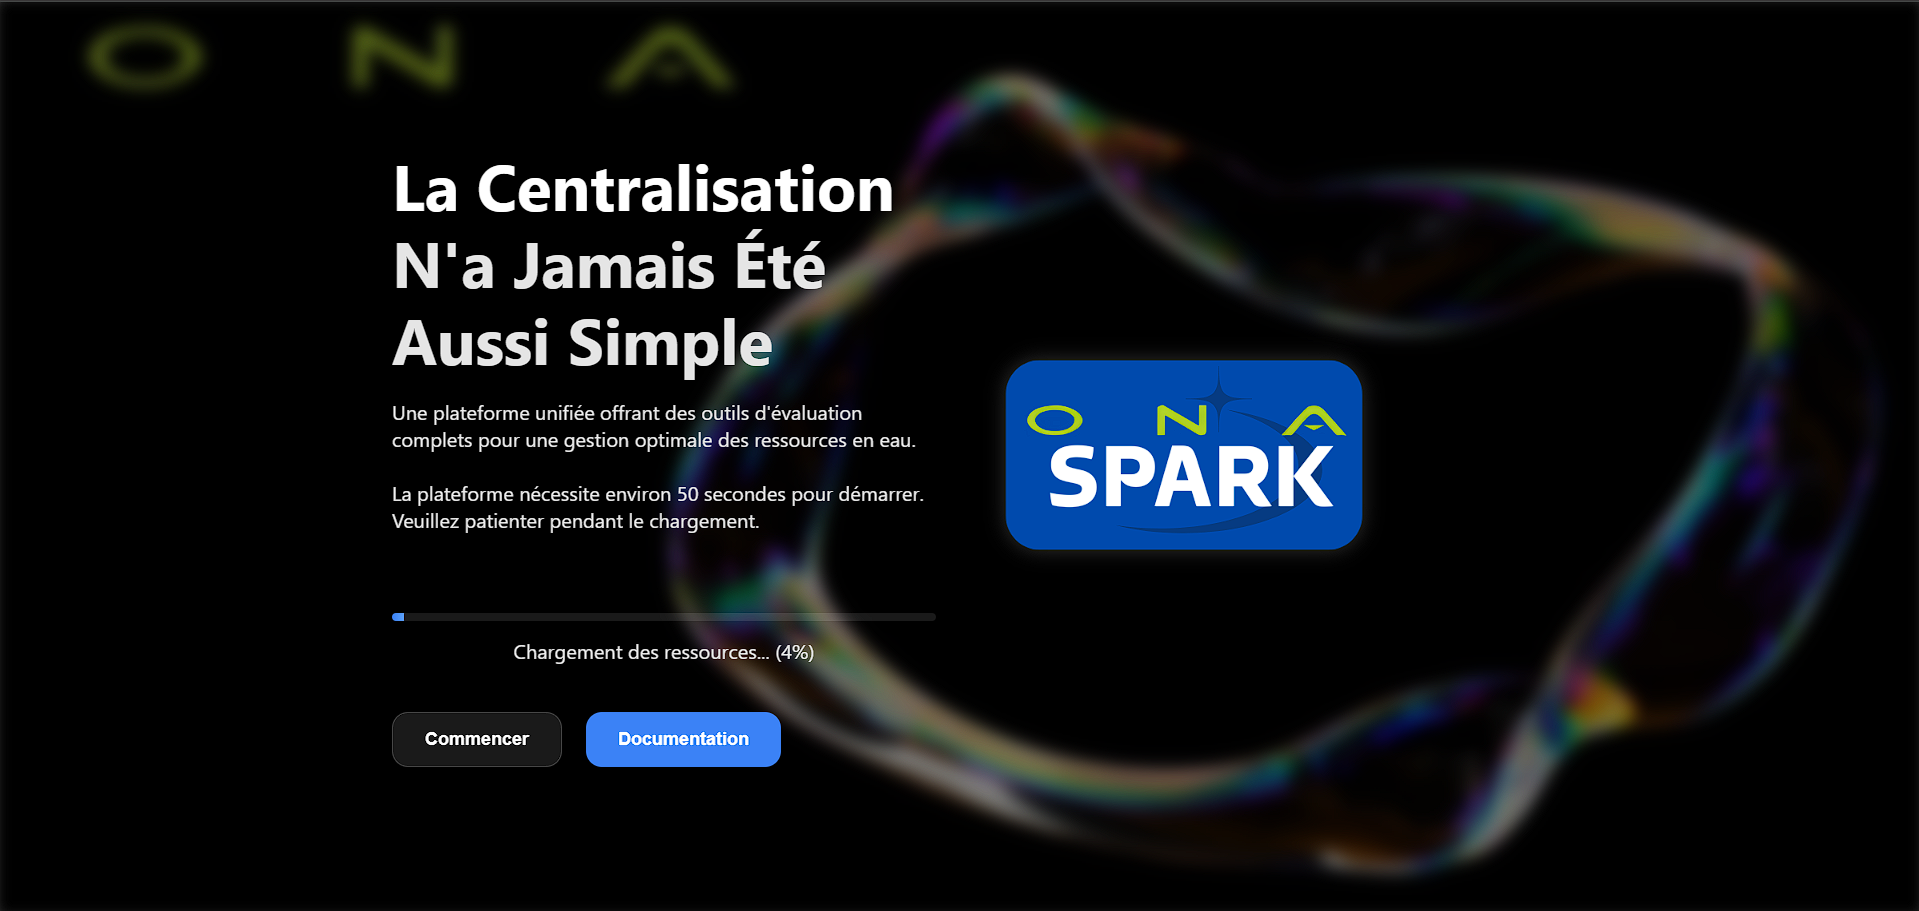 O N A
La Centralisation
N'a Jamais Été
Aussi Simple
Une plateforme unifiée offrant des outils d'évaluation
complets pour une gestion optimale des ressources en eau.
La plateforme nécessite environ 50 secondes pour démarrer.
Veuillez patienter pendant le chargement.
O N A
SPARK
Chargement des ressources... (4%)
Commencer
Documentation